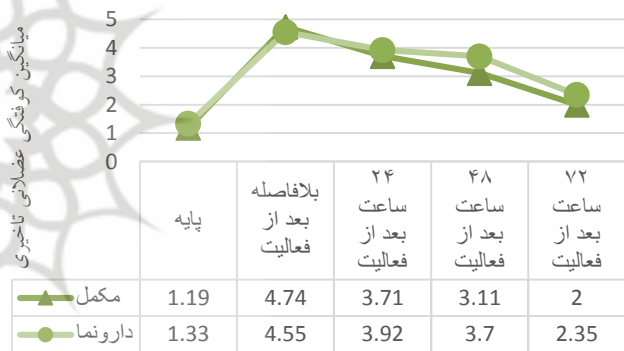 میانگین کوفتگی عضلانی تاخیری
5
4
3
2
1
0
پایه
بلافاصله
بعد از
فعالیت
۲۴
ساعت
بعد از
فعالیت
۴۸
ساعت
بعد از
فعالیت
۷۲
ساعت
بعد از
فعالیت
مکمل 1.19 4.74 3.71 3.11 2
دارونما 1.33 4.55 3.92 3.7 2.35